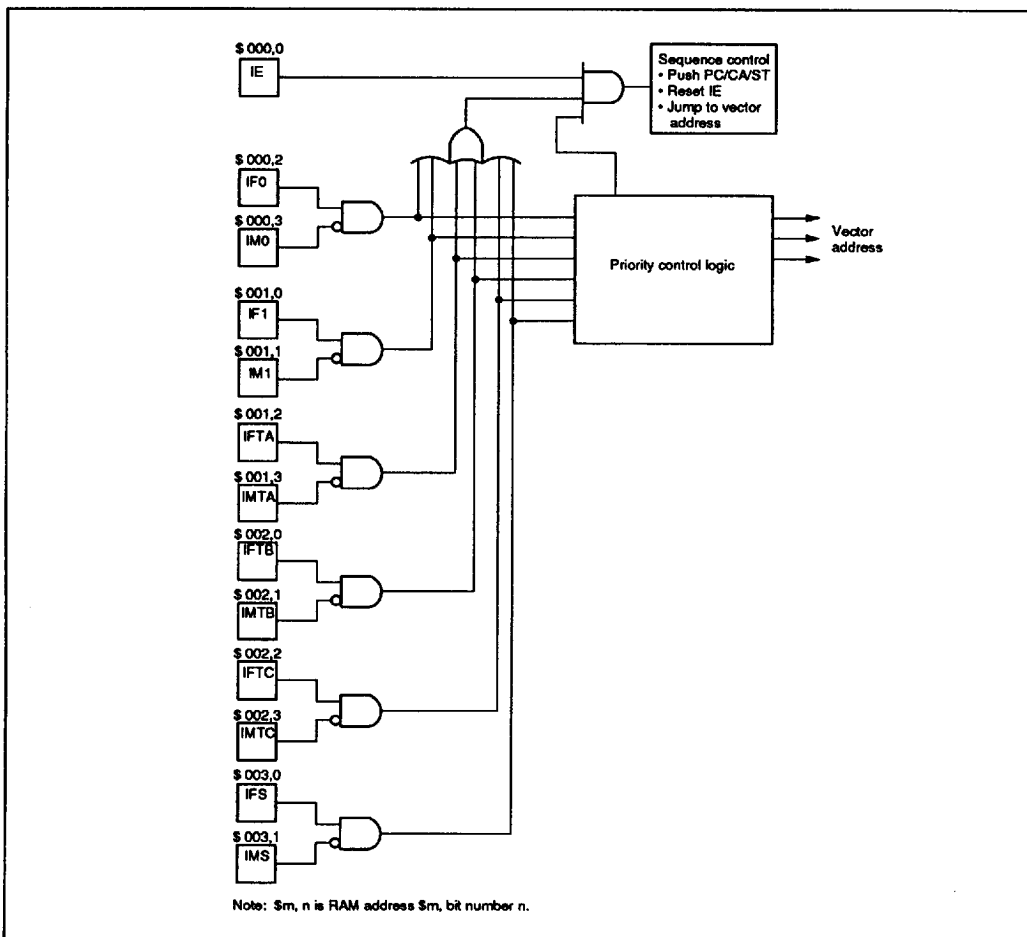 $ 000,0
IE
Sequence control
• Push PC/CA/ST
• Reset IE
• Jump to vector
address
$ 000,2
IF0
$ 000,3
IM0
Priority control logic
Vector
address
$ 001,0
IF1
$ 001,1
IM1
$ 001,2
IFTA
$ 001,3
IMTA
$ 002,0
IFTB
$ 002,1
IMTB
$ 002,2
IFTC
$ 002,3
IMTC
$ 003,0
IFS
$ 003,1
IMS
Note: $m, n is RAM address $m, bit number n.